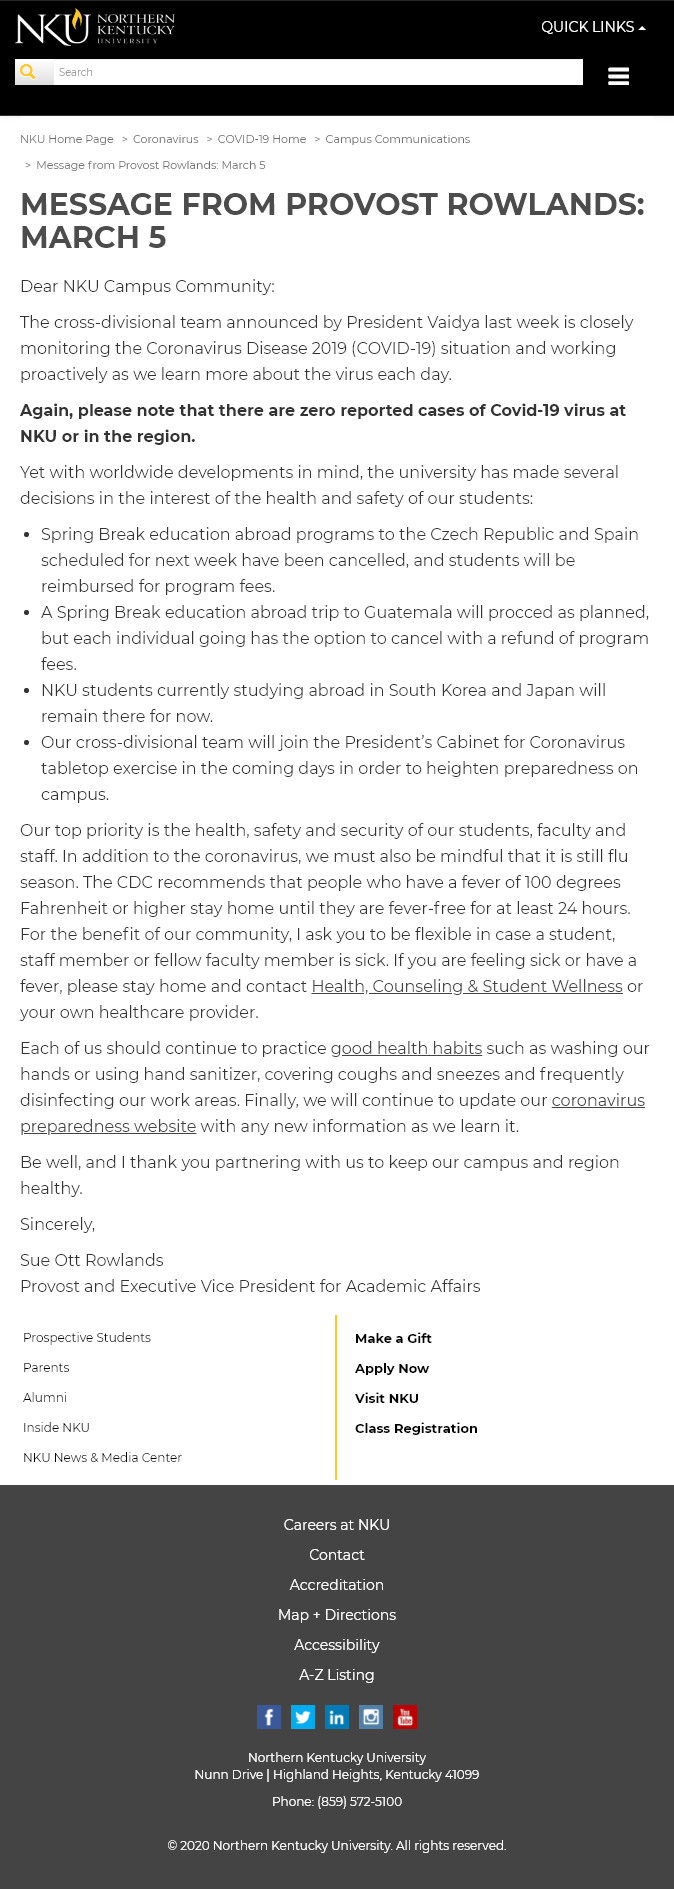 NKU NORTHERN
KENTUCKY
UNIVERSITY
QUICK LINKS
Search
NKU Home Page > Coronavirus > COVID-19 Home > Campus Communications
> Message from Provost Rowlands: March 5
MESSAGE FROM PROVOST ROWLANDS:
MARCH 5
Dear NKU Campus Community:
The cross-divisional team announced by President Vaidya last week is closely
monitoring the Coronavirus Disease 2019 (COVID-19) situation and working
proactively as we learn more about the virus each day.
Again, please note that there are zero reported cases of Covid-19 virus at
NKU or in the region.
Yet with worldwide developments in mind, the university has made several
decisions in the interest of the health and safety of our students:
• Spring Break education abroad programs to the Czech Republic and Spain
scheduled for next week have been cancelled, and students will be
reimbursed for program fees.
• A Spring Break education abroad trip to Guatemala will procced as planned,
but each individual going has the option to cancel with a refund of program
fees.
• NKU students currently studying abroad in South Korea and Japan will
remain there for now.
• Our cross-divisional team will join the President’s Cabinet for Coronavirus
tabletop exercise in the coming days in order to heighten preparedness on
campus.
Our top priority is the health, safety and security of our students, faculty and
staff. In addition to the coronavirus, we must also be mindful that it is still flu
season. The CDC recommends that people who have a fever of 100 degrees
Fahrenheit or higher stay home until they are fever-free for at least 24 hours.
For the benefit of our community, I ask you to be flexible in case a student,
staff member or fellow faculty member is sick. If you are feeling sick or have a
fever, please stay home and contact Health, Counseling & Student Wellness or
your own healthcare provider.
Each of us should continue to practice good health habits such as washing our
hands or using hand sanitizer, covering coughs and sneezes and frequently
disinfecting our work areas. Finally, we will continue to update our coronavirus
preparedness website with any new information as we learn it.
Be well, and I thank you partnering with us to keep our campus and region
healthy.
Sincerely,
Sue Ott Rowlands
Provost and Executive Vice President for Academic Affairs
Prospective Students
Parents
Alumni
Inside NKU
NKU News & Media Center
Make a Gift
Apply Now
Visit NKU
Class Registration
Careers at NKU
Contact
Accreditation
Map + Directions
Accessibility
A-Z Listing
f in You Tube
Northern Kentucky University
Nunn Drive | Highland Heights, Kentucky 41099
Phone: (859) 572-5100
© 2020 Northern Kentucky University. All rights reserved.